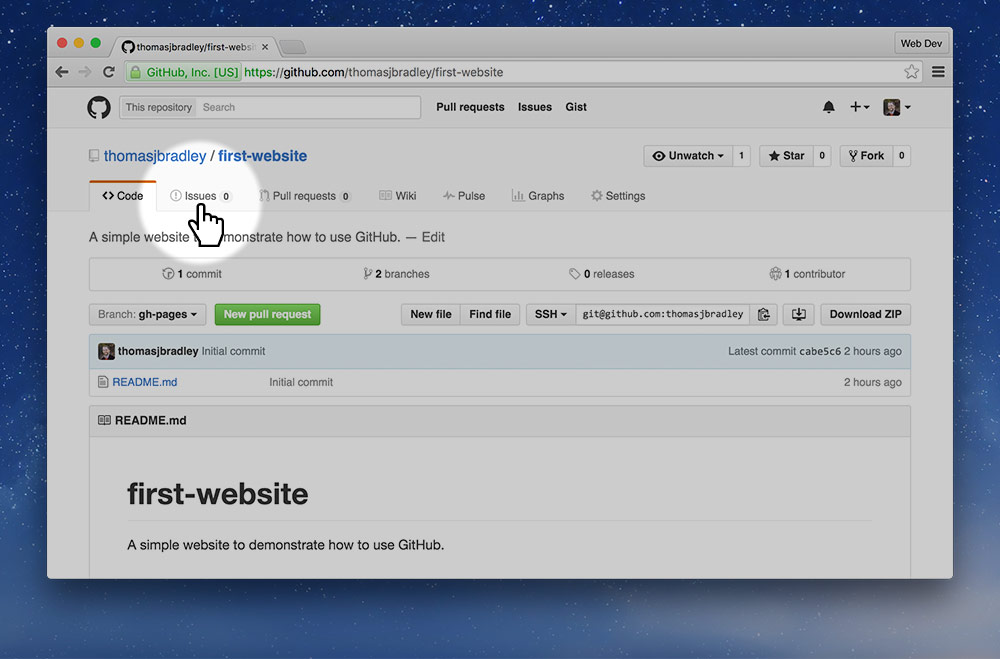 thomasjbradley/first-websi
Web Dev
GitHub, Inc. [US] https://github.com/thomasjbradley/first-website
This repository Search Pull requests Issues Gist
thomasjbradley / first-website Unwatch 1 Star 0 Fork 0
Code Issues 0 Pull requests 0 Wiki Pulse Graphs Settings
A simple website monstrate how to use GitHub. — Edit
1 commit 2 branches 0 releases 1 contributor
Branch: gh-pages New pull request New file Find file SSH git@github.com:thomasjbradley Download ZIP
thomasjbradley Initial commit Latest commit cabe5c6 2 hours ago
README.md Initial commit 2 hours ago
README.md
first-website
A simple website to demonstrate how to use GitHub.